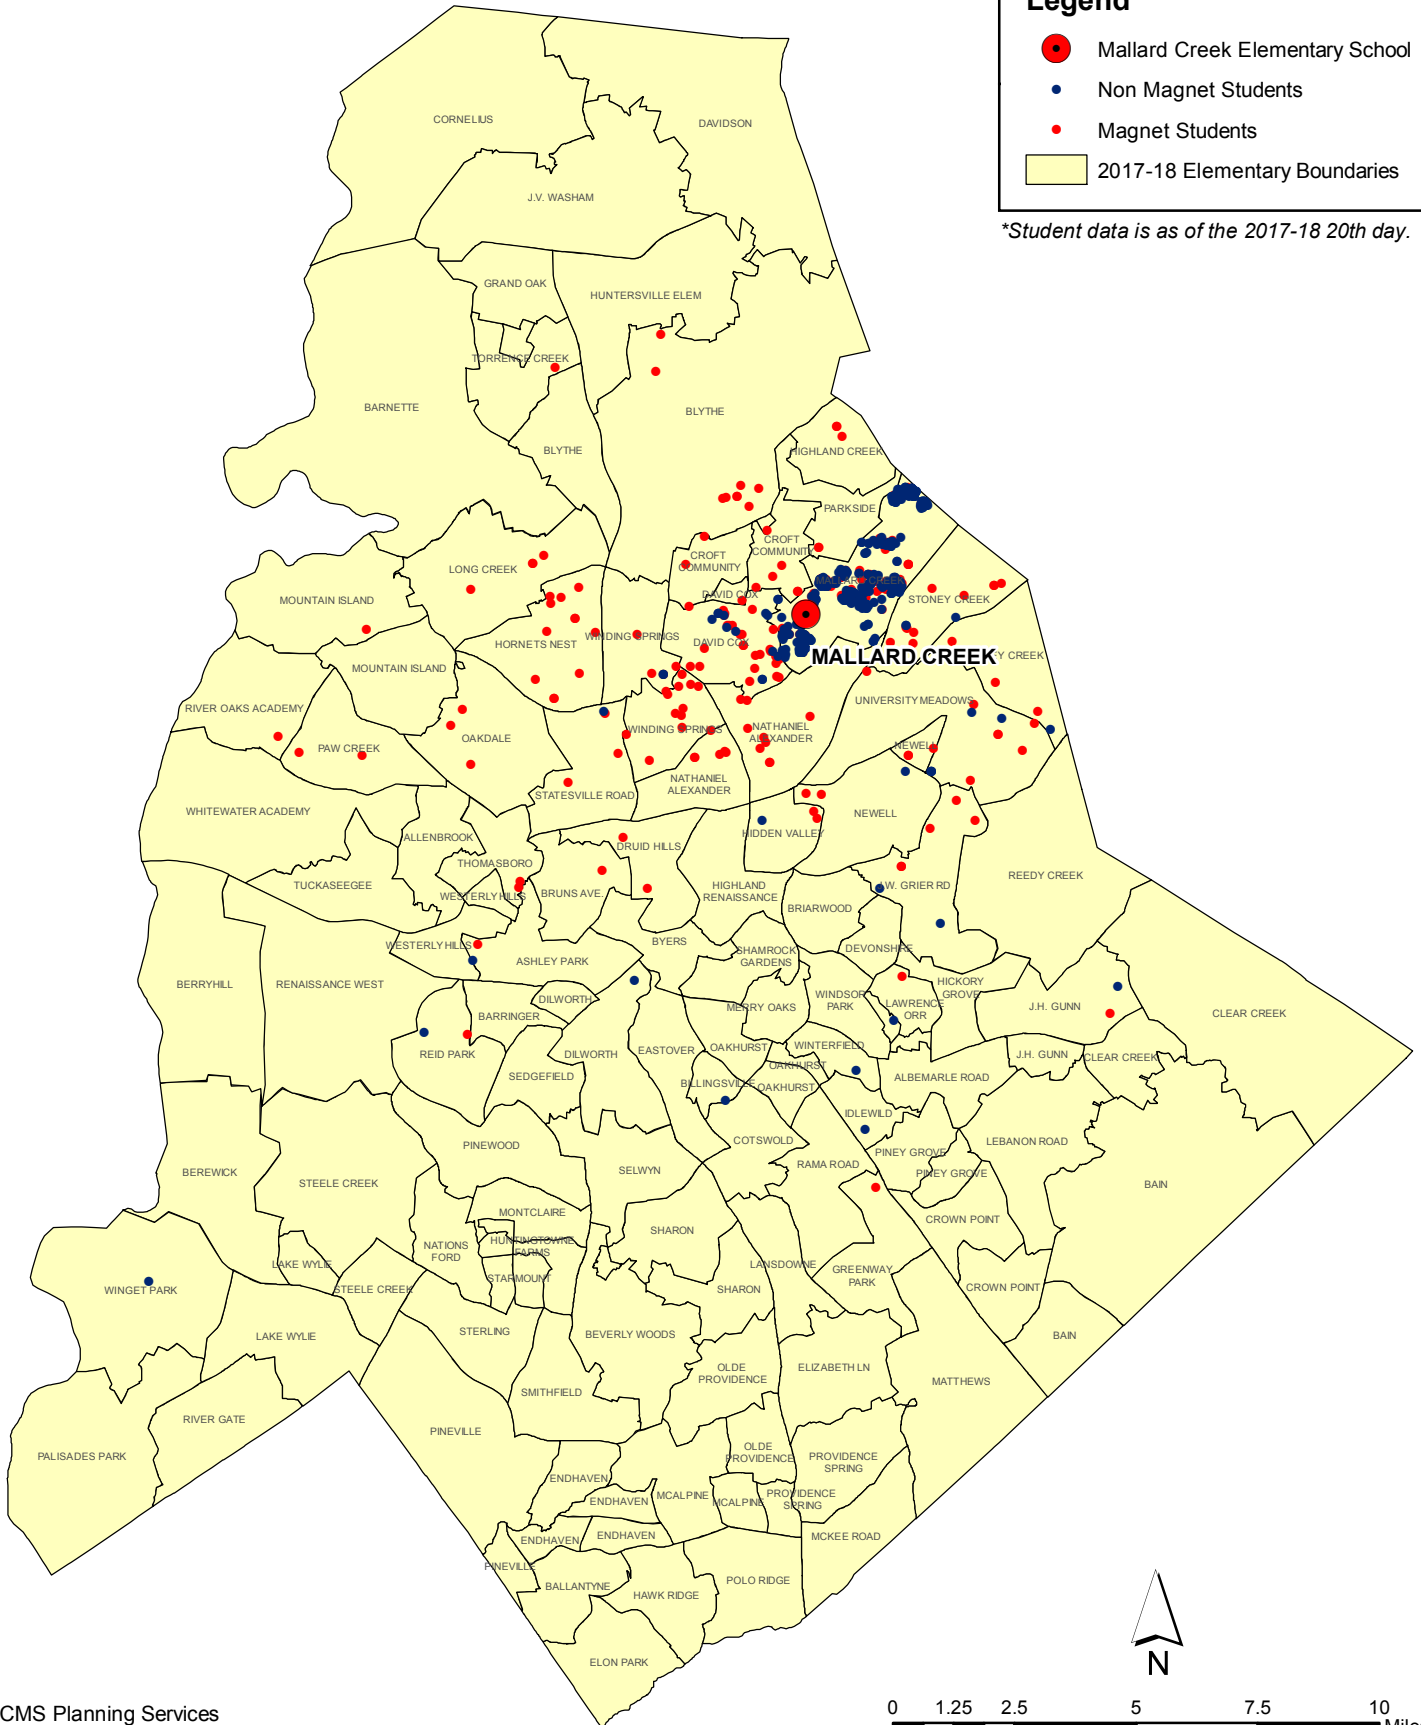 Legend
Mallard Creek Elementary School
Non Magnet Students
Magnet Students
2017-18 Elementary Boundaries
*Student data is as of the 2017-18 20th day.
CORNELIUS
DAVIDSON
J.V. WASHAM
GRAND OAK
HUNTERSVILLE ELEM
TORRENCE CREEK
BARNETTE
BLYTHE
BLYTHE
HIGHLAND CREEK
PARKSIDE
CROFT
COMMUNITY
CROFT
COMMUNITY
LONG CREEK
MALLARD CREEK
MOUNTAIN ISLAND
DAVID COX
STONEY CREEK
HORNETS NEST
WINDING SPRINGS
DAVID COX
MALLARD CREEK
EY CREEK
MOUNTAIN ISLAND
RIVER OAKS ACADEMY
UNIVERSITY MEADOWS
PAW CREEK
OAKDALE
WINDING SPRINGS
NATHANIEL
ALEXANDER
NEWELL
NATHANIEL
ALEXANDER
STATESVILLE ROAD
WHITEWATER ACADEMY
NEWELL
ALLENBROOK
HIDDEN VALLEY
DRUID HILLS
THOMASBORO
TUCKASEEGEE
WESTERLY HILLS
BRUNS AVE.
HIGHLAND
RENAISSANCE
J.W. GRIER RD
REEDY CREEK
BRIARWOOD
WESTERLY HILLS
BYERS
DEVONSHIRE
ASHLEY PARK
SHAMROCK
GARDENS
BERRYHILL
RENAISSANCE WEST
DILWORTH
WINDSOR
PARK
HICKORY
GROVE
MERRY OAKS
LAWRENCE
ORR
J.H. GUNN
CLEAR CREEK
BARRINGER
REID PARK
DILWORTH
EASTOVER
OAKHURST
WINTERFIELD
J.H. GUNN
CLEAR CREEK
OAKHURST
SEDGEFIELD
BILLINGSVILLE
OAKHURST
ALBEMARLE ROAD
IDLEWILD
PINEWOOD
COTSWOLD
LEBANON ROAD
PINEY GROVE
RAMA ROAD
BEREWICK
SELWYN
PINEY GROVE
STEELE CREEK
BAIN
MONTCLAIRE
CROWN POINT
SHARON
NATIONS
FORD
HUNTINGTOWNE
FARMS
LAKE WYLIE
LANSDOWNE
GREENWAY
PARK
STARMOUNT
WINGET PARK
STEELE CREEK
SHARON
CROWN POINT
LAKE WYLIE
STERLING
BEVERLY WOODS
BAIN
OLDE
PROVIDENCE
ELIZABETH LN
MATTHEWS
SMITHFIELD
RIVER GATE
PINEVILLE
PALISADES PARK
OLDE
PROVIDENCE
PROVIDENCE
SPRING
ENDHAVEN
ENDHAVEN
MCALPINE
MCALPINE
PROVIDENCE
SPRING
ENDHAVEN
ENDHAVEN
MCKEE ROAD
PINEVILLE
BALLANTYNE
HAWK RIDGE
POLO RIDGE
ELON PARK
N
CMS Planning Services
0 1.25 2.5 5 7.5 10
Miles